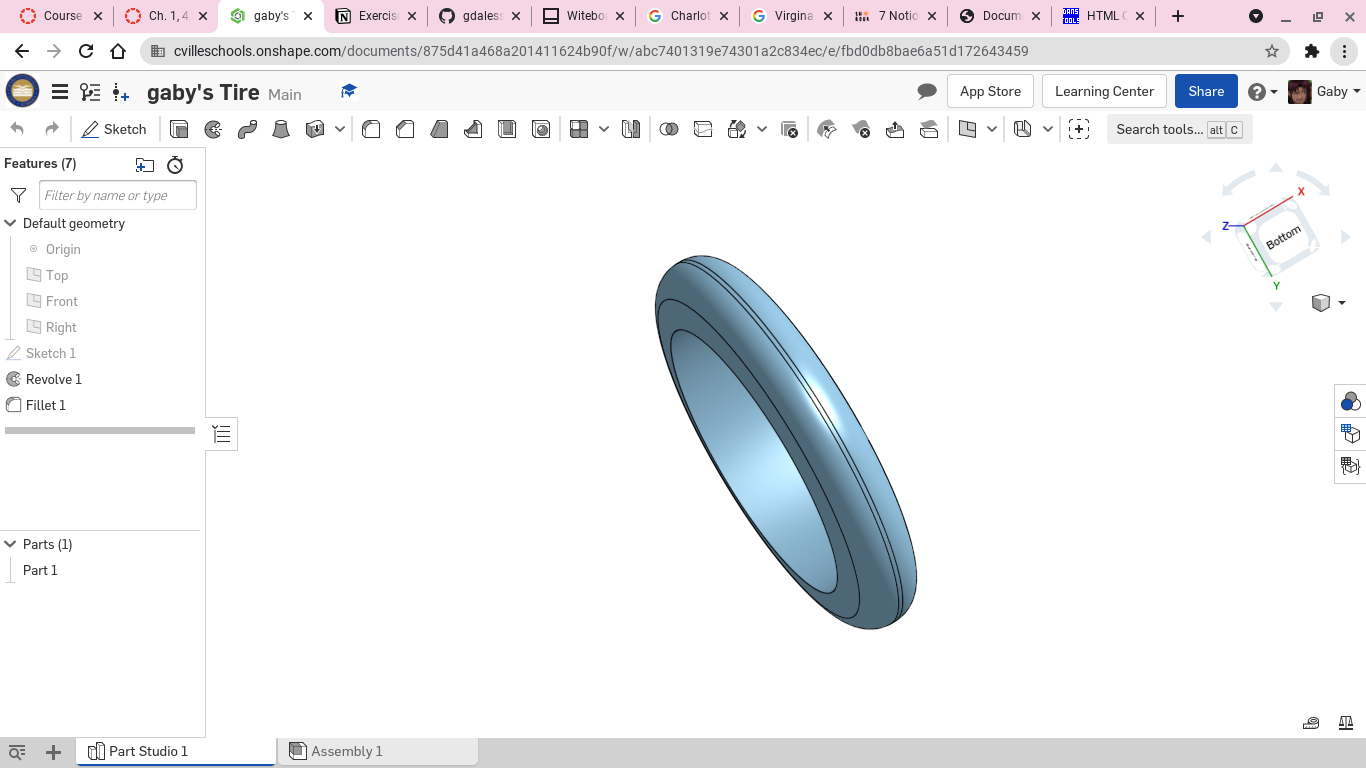 Course
Ch. 1, 4
gaby's T
Exercis
gdaless
Witebo
Charlot
Virgina
7 Notio
Docum
HTML C
cvilleschools.onshape.com/documents/875d41a468a201411624b90f/w/abc7401319e74301a2c834ec/e/fbd0db8bae6a51d172643459
gaby's Tire Main
App Store
Learning Center
Share
Gaby
Sketch
Search tools... alt C
Features (7)
Filter by name or type
Default geometry
Origin
Top
Front
Right
Sketch 1
Revolve 1
Fillet 1
X
Z
Bottom
Y
Parts (1)
Part 1
Part Studio 1
Assembly 1